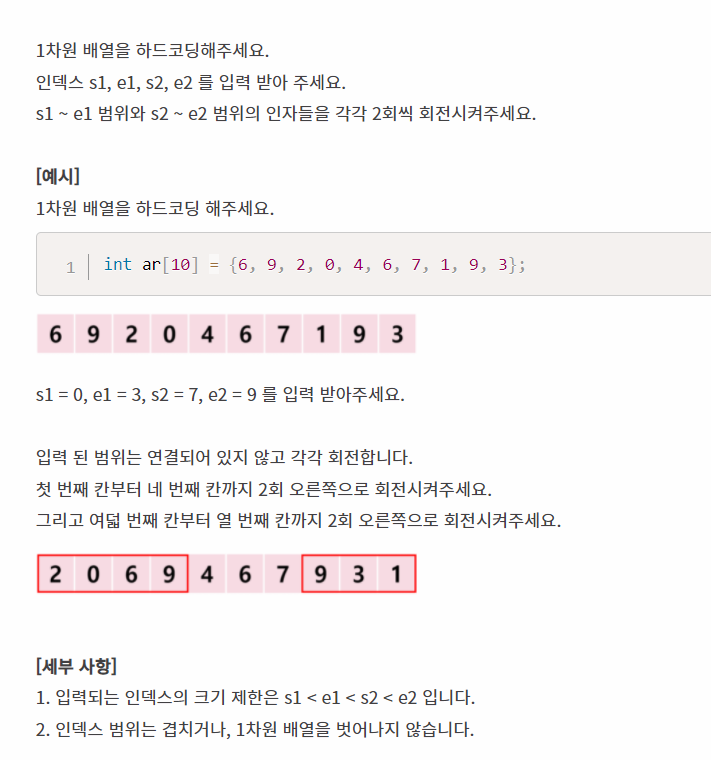 1차원 배열을 하드코딩해주세요.
인덱스 s1, e1, s2, e2 를 입력 받아 주세요.
s1 ~ e1 범위와 s2 ~ e2 범위의 인자들을 각각 2회씩 회전시켜주세요.
[예시]
1차원 배열을 하드코딩 해주세요.
1 int ar[10] = {6, 9, 2, 0, 4, 6, 7, 1, 9, 3};
6 9 2 0 4 6 7 1 9 3
s1 = 0, e1 = 3, s2 = 7, e2 = 9 를 입력 받아주세요.
입력 된 범위는 연결되어 있지 않고 각각 회전합니다.
첫 번째 칸부터 네 번째 칸까지 2회 오른쪽으로 회전시켜주세요.
그리고 여덟 번째 칸부터 열 번째 칸까지 2회 오른쪽으로 회전시켜주세요.
2 0 6 9 4 6 7 9 3 1
[세부 사항]
1. 입력되는 인덱스의 크기 제한은 s1 < e1 < s2 < e2 입니다.
2. 인덱스 범위는 겹치거나, 1차원 배열을 벗어나지 않습니다.